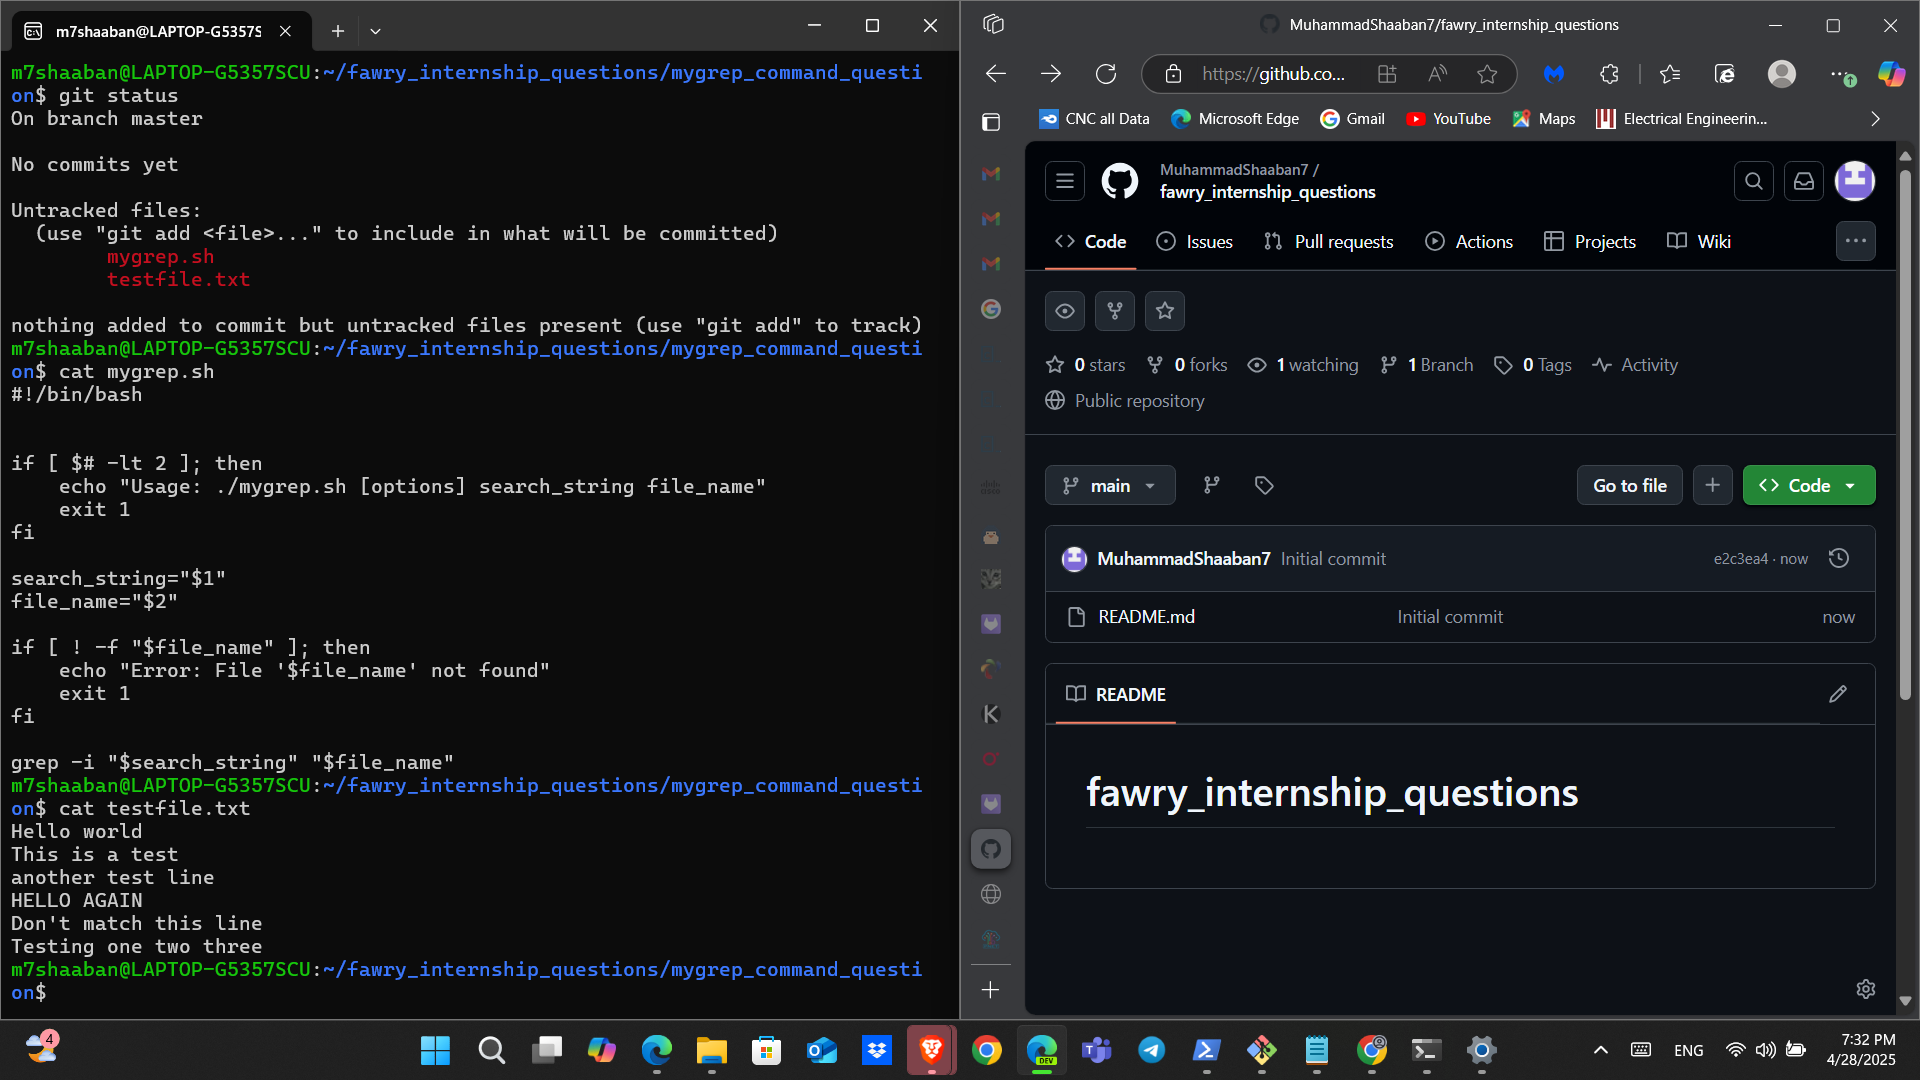 m7shaaban@LAPTOP-G5357S
m7shaaban@LAPTOP-G5357SCU:~/fawry_internship_questions/mygrep_command_questi
on$ git status
On branch master
No commits yet
Untracked files:
  (use "git add <file>..." to include in what will be committed)
        mygrep.sh
        testfile.txt
nothing added to commit but untracked files present (use "git add" to track)
m7shaaban@LAPTOP-G5357SCU:~/fawry_internship_questions/mygrep_command_questi
on$ cat mygrep.sh
#!/bin/bash
if [ $# -lt 2 ]; then
    echo "Usage: ./mygrep.sh [options] search_string file_name"
    exit 1
fi
search_string="$1"
file_name="$2"
if [ ! -f "$file_name" ]; then
    echo "Error: File '$file_name' not found"
    exit 1
fi
grep -i "$search_string" "$file_name"
m7shaaban@LAPTOP-G5357SCU:~/fawry_internship_questions/mygrep_command_questi
on$ cat testfile.txt
Hello world
This is a test
another test line
HELLO AGAIN
Don't match this line
Testing one two three
m7shaaban@LAPTOP-G5357SCU:~/fawry_internship_questions/mygrep_command_questi
on$
MuhammadShaaban7/fawry_internship_questions
https://github.co...
CNC all Data Microsoft Edge Gmail YouTube Maps Electrical Engineerin...
MuhammadShaaban7 /
fawry_internship_questions
Code Issues Pull requests Actions Projects Wiki
0 stars 0 forks 1 watching 1 Branch 0 Tags Activity
Public repository
main Go to file Code
MuhammadShaaban7 Initial commit e2c3ea4 · now
README.md Initial commit now
README
fawry_internship_questions
4
DEV
ENG
7:32 PM
4/28/2025